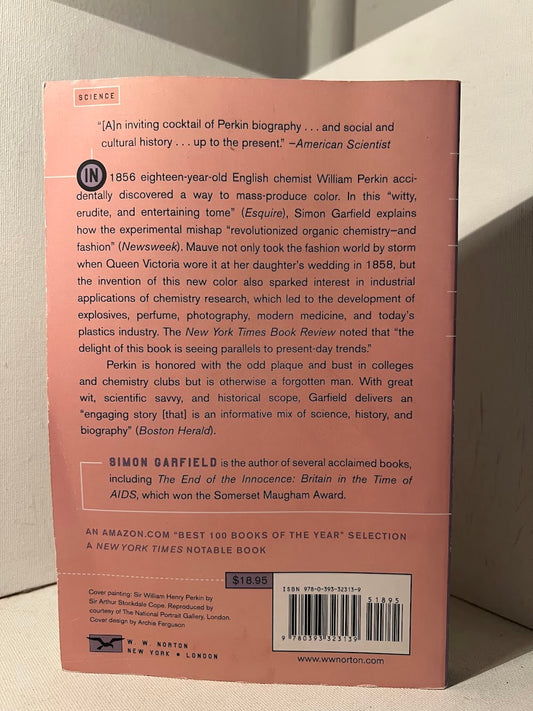 SCIENCE
“[A]n inviting cocktail of Perkin biography . . . and social and
cultural history . . . up to the present.” –American Scientist
IN 1856 eighteen-year-old English chemist William Perkin acci-
dentally discovered a way to mass-produce color. In this “witty,
erudite, and entertaining tome” (Esquire), Simon Garfield explains
how the experimental mishap “revolutionized organic chemistry–and
fashion” (Newsweek). Mauve not only took the fashion world by storm
when Queen Victoria wore it at her daughter’s wedding in 1858, but
the invention of this new color also sparked interest in industrial
applications of chemistry research, which led to the development of
explosives, perfume, photography, modern medicine, and today’s
plastics industry. The New York Times Book Review noted that “the
delight of this book is seeing parallels to present-day trends.”
Perkin is honored with the odd plaque and bust in colleges
and chemistry clubs but is otherwise a forgotten man. With great
wit, scientific savvy, and historical scope, Garfield delivers an
“engaging story [that] is an informative mix of science, history, and
biography” (Boston Herald).
SIMON GARFIELD is the author of several acclaimed books,
including The End of the Innocence: Britain in the Time of
AIDS, which won the Somerset Maugham Award.
AN AMAZON.COM “BEST 100 BOOKS OF THE YEAR” SELECTION
A NEW YORK TIMES NOTABLE BOOK
$18.95
Cover painting: Sir William Henry Perkin by
Sir Arthur Stockdale Cope. Reproduced by
courtesy of The National Portrait Gallery, London.
Cover design by Archie Ferguson
W. W. NORTON
NEW YORK • LONDON
ISBN 978-0-393-32313-9
51895
9 780393 323139
www.wwnorton.com